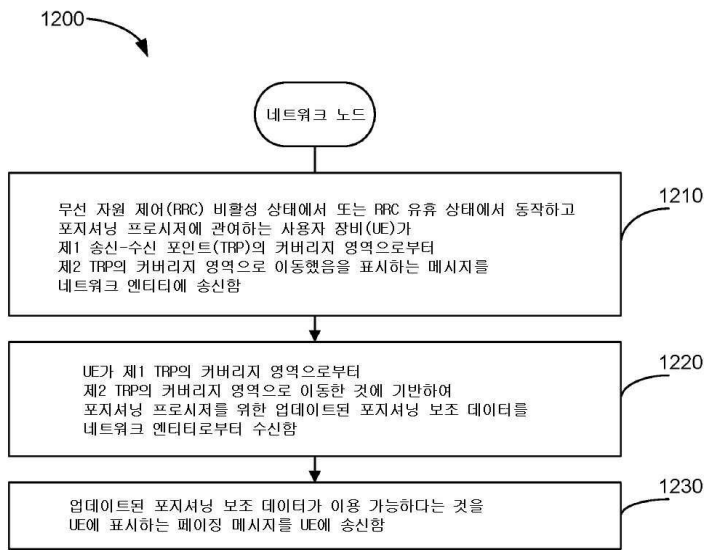 1200
네트워크 노드
1210
무선 자원 제어(RRC) 비활성 상태에서 또는 RRC 유휴 상태에서 동작하고
포지셔닝 프로시저에 관여하는 사용자 장비(UE)가
제1 송신-수신 포인트(TRP)의 커버리지 영역으로부터
제2 TRP의 커버리지 영역으로 이동했음을 표시하는 메시지를
네트워크 엔티티에 송신함
1220
UE가 제1 TRP의 커버리지 영역으로부터
제2 TRP의 커버리지 영역으로 이동한 것에 기반하여
포지셔닝 프로시저를 위한 업데이트된 포지셔닝 보조 데이터를
네트워크 엔티티로부터 수신함
1230
업데이트된 포지셔닝 보조 데이터가 이용 가능하다는 것을
UE에 표시하는 페이징 메시지를 UE에 송신함